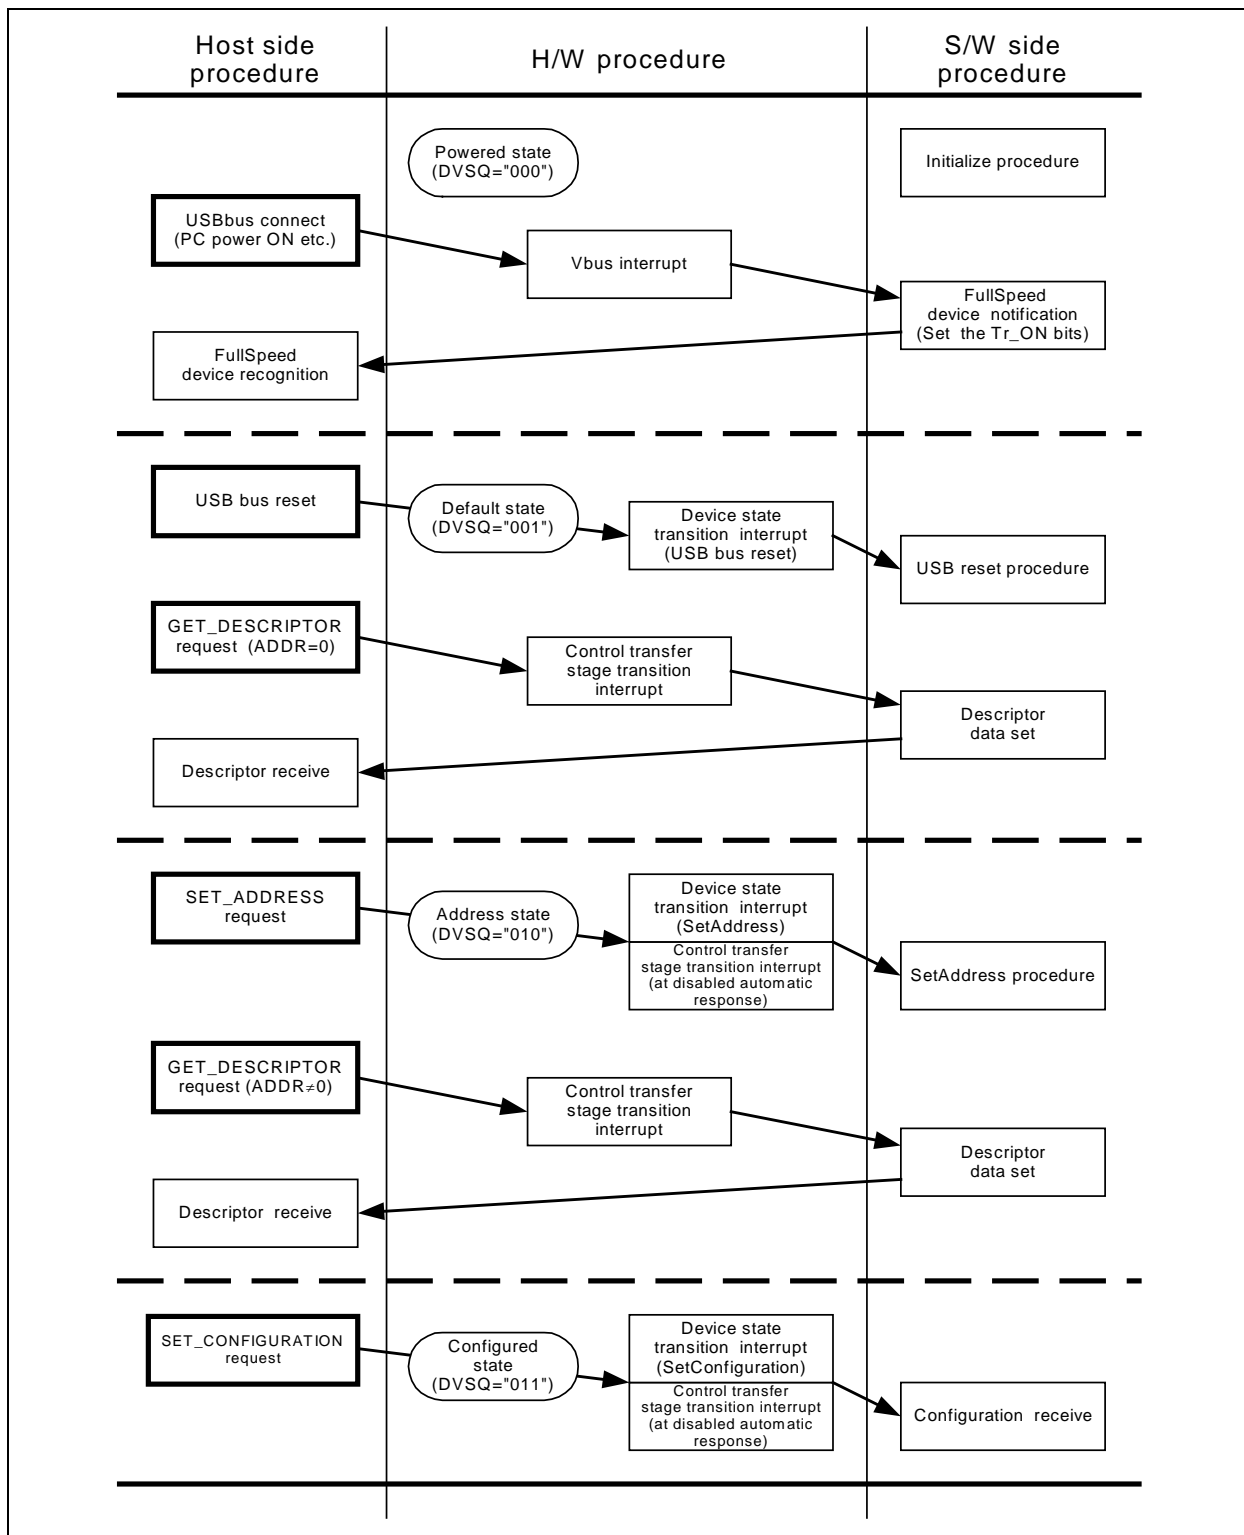 Host side
procedure
H/W procedure
S/W side
procedure
Powered state
(DVSQ="000")
Initialize procedure
USBbus connect
(PC power ON etc.)
Vbus interrupt
FullSpeed
device notification
(Set the Tr_ON bits)
FullSpeed
device recognition
USB bus reset
Default state
(DVSQ="001")
Device state
transition interrupt
(USB bus reset)
USB reset procedure
GET_DESCRIPTOR
request (ADDR=0)
Control transfer
stage transition
interrupt
Descriptor
data set
Descriptor receive
SET_ADDRESS
request
Address state
(DVSQ="010")
Device state
transition interrupt
(SetAddress)
Control transfer
stage transition interrupt
(at disabled automatic
response)
SetAddress procedure
GET_DESCRIPTOR
request (ADDR≠0)
Control transfer
stage transition
interrupt
Descriptor
data set
Descriptor receive
SET_CONFIGURATION
request
Configured
state
(DVSQ="011")
Device state
transition interrupt
(SetConfiguration)
Control transfer
stage transition interrupt
(at disabled automatic
response)
Configuration receive